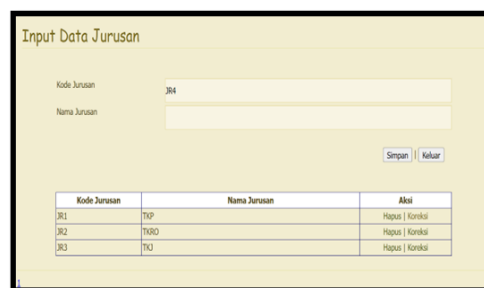 Input Data Jurusan
Kode Jurusan JR4
Nama Jurusan
Simpan | Keluar
Kode Jurusan Nama Jurusan Aksi
JR1 TKP Hapus | Koreksi
JR2 TKRO Hapus | Koreksi
JR3 TKJ Hapus | Koreksi
1